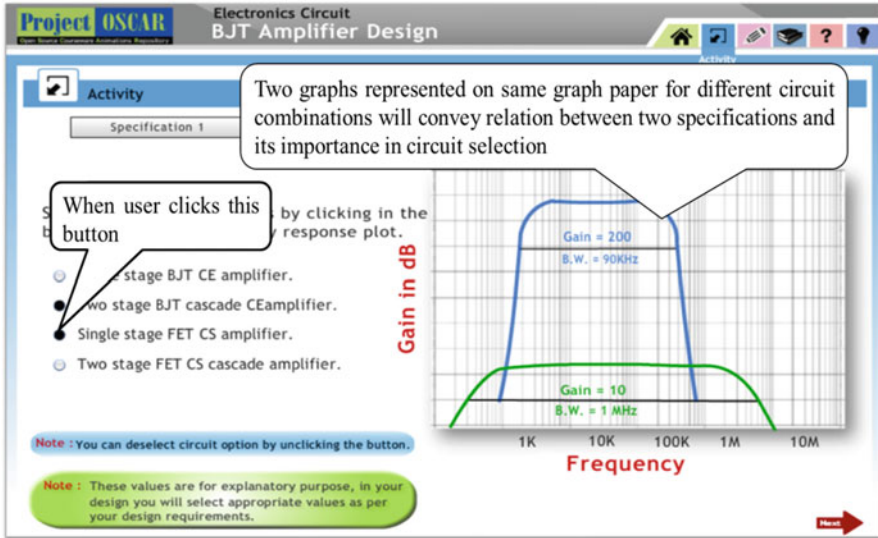 Project OSCAR
Open Source Courseware Animations Repository
Electronics Circuit
BJT Amplifier Design
?
Activity
Activity
Specification 1
Two graphs represented on same graph paper for different circuit
combinations will convey relation between two specifications and
its importance in circuit selection
When user clicks this
button
S
by clicking in the
b
response plot.
stage BJT CE amplifier.
wo stage BJT cascade CEamplifier.
Single stage FET CS amplifier.
Two stage FET CS cascade amplifier.
Note : You can deselect circuit option by unclicking the button.
Note : These values are for explanatory purpose, in your
design you will select appropriate values as per
your design requirements.
Gain in dB
Gain = 200
B.W. = 90KHz
Gain = 10
B.W. = 1 MHz
1K 10K 100K 1M 10M
Frequency
Next